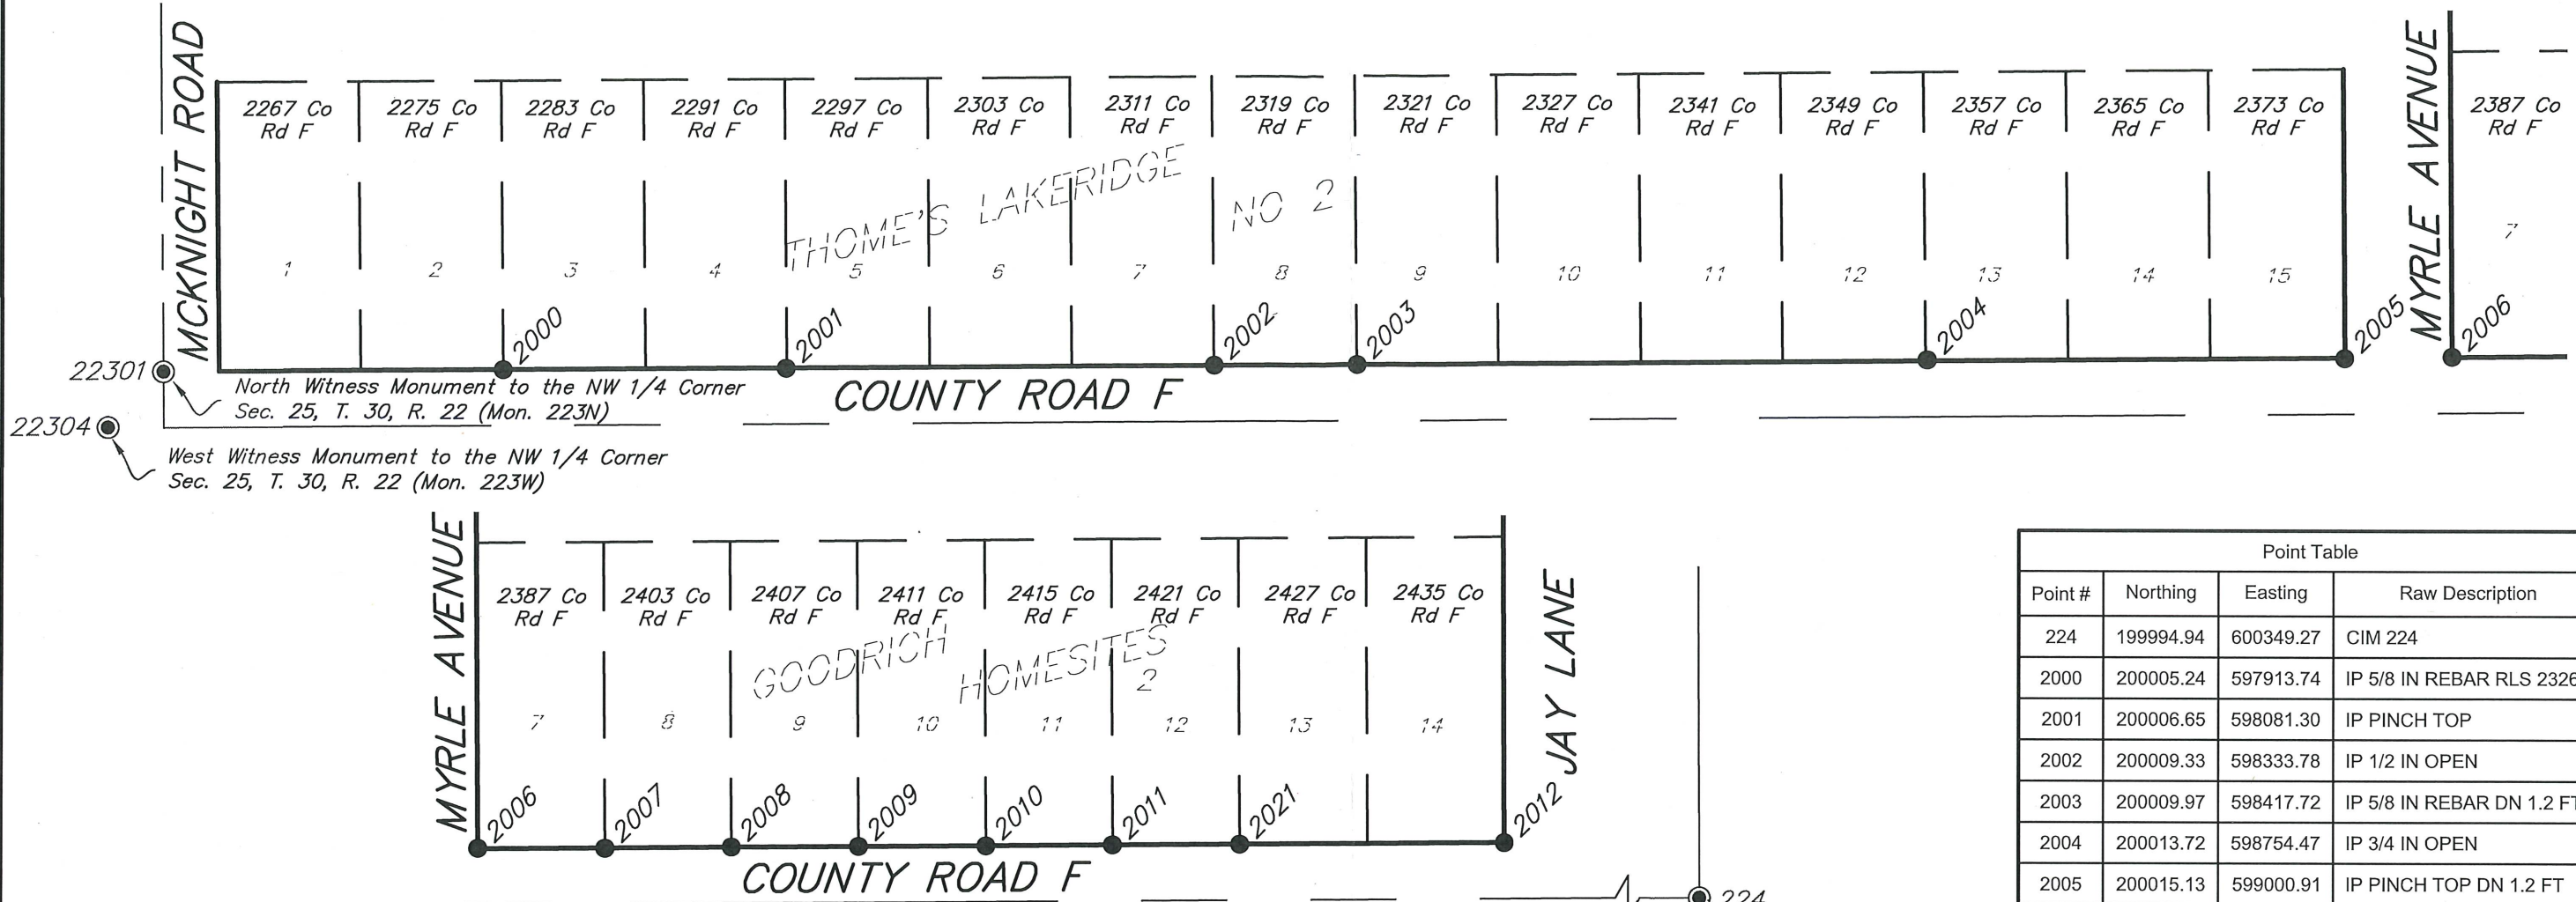 MCKNIGHT ROAD
2267 Co
Rd F
2275 Co
Rd F
2283 Co
Rd F
2291 Co
Rd F
2297 Co
Rd F
2303 Co
Rd F
2311 Co
Rd F
2319 Co
Rd F
2321 Co
Rd F
2327 Co
Rd F
2341 Co
Rd F
2349 Co
Rd F
2357 Co
Rd F
2365 Co
Rd F
2373 Co
Rd F
MYRLE AVENUE
2387 Co
Rd F
THOME'S LAKERIDGE NO 2
1 2 3 4 5 6 7 8 9 10 11 12 13 14 15 7
2000 2001 2002 2003 2004 2005 2006
22301
North Witness Monument to the NW 1/4 Corner
Sec. 25, T. 30, R. 22 (Mon. 223N)
COUNTY ROAD F
22304
West Witness Monument to the NW 1/4 Corner
Sec. 25, T. 30, R. 22 (Mon. 223W)
MYRLE AVENUE
2387 Co
Rd F
2403 Co
Rd F
2407 Co
Rd F
2411 Co
Rd F
2415 Co
Rd F
2421 Co
Rd F
2427 Co
Rd F
2435 Co
Rd F
JAY LANE
GOODRICH HOMESITES
2
7 8 9 10 11 12 13 14
2006 2007 2008 2009 2010 2011 2021 2012
COUNTY ROAD F
224
Point Table
Point # Northing Easting Raw Description
224 199994.94 600349.27 CIM 224
2000 200005.24 597913.74 IP 5/8 IN REBAR RLS 2326
2001 200006.65 598081.30 IP PINCH TOP
2002 200009.33 598333.78 IP 1/2 IN OPEN
2003 200009.97 598417.72 IP 5/8 IN REBAR DN 1.2 FT
2004 200013.72 598754.47 IP 3/4 IN OPEN
2005 200015.13 599000.91 IP PINCH TOP DN 1.2 FT